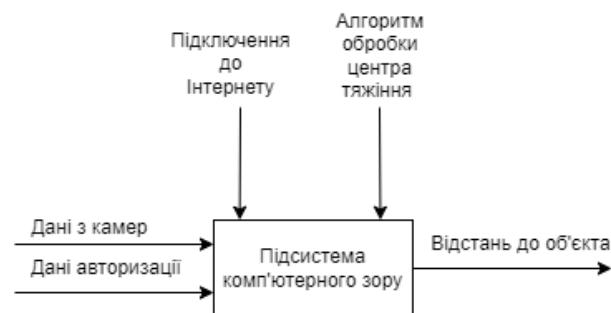 Підключення
до
Інтернету
Алгоритм
обробки
центра
тяжіння
Дані з камер
Дані авторизації
Підсистема
комп'ютерного зору
Відстань до об'єкта